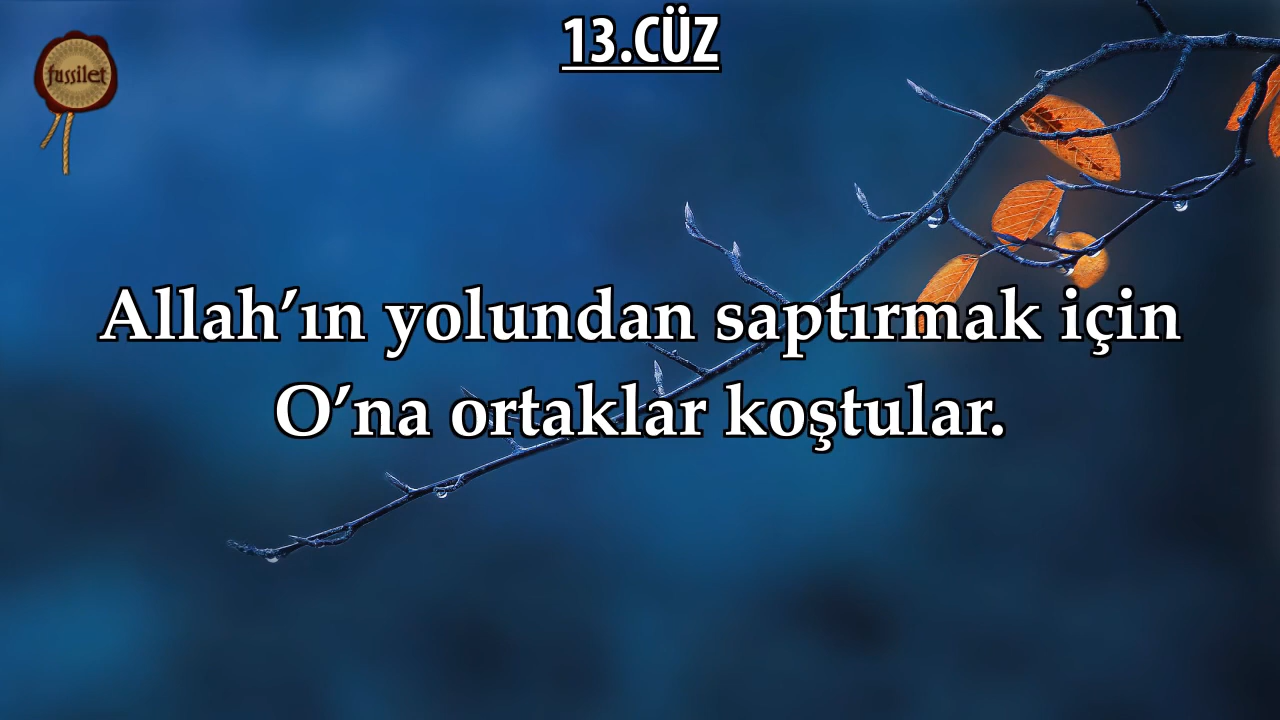 13.CÜZ
fussilet
Allah’ın yolundan saptırmak için
O’na ortaklar koştular.